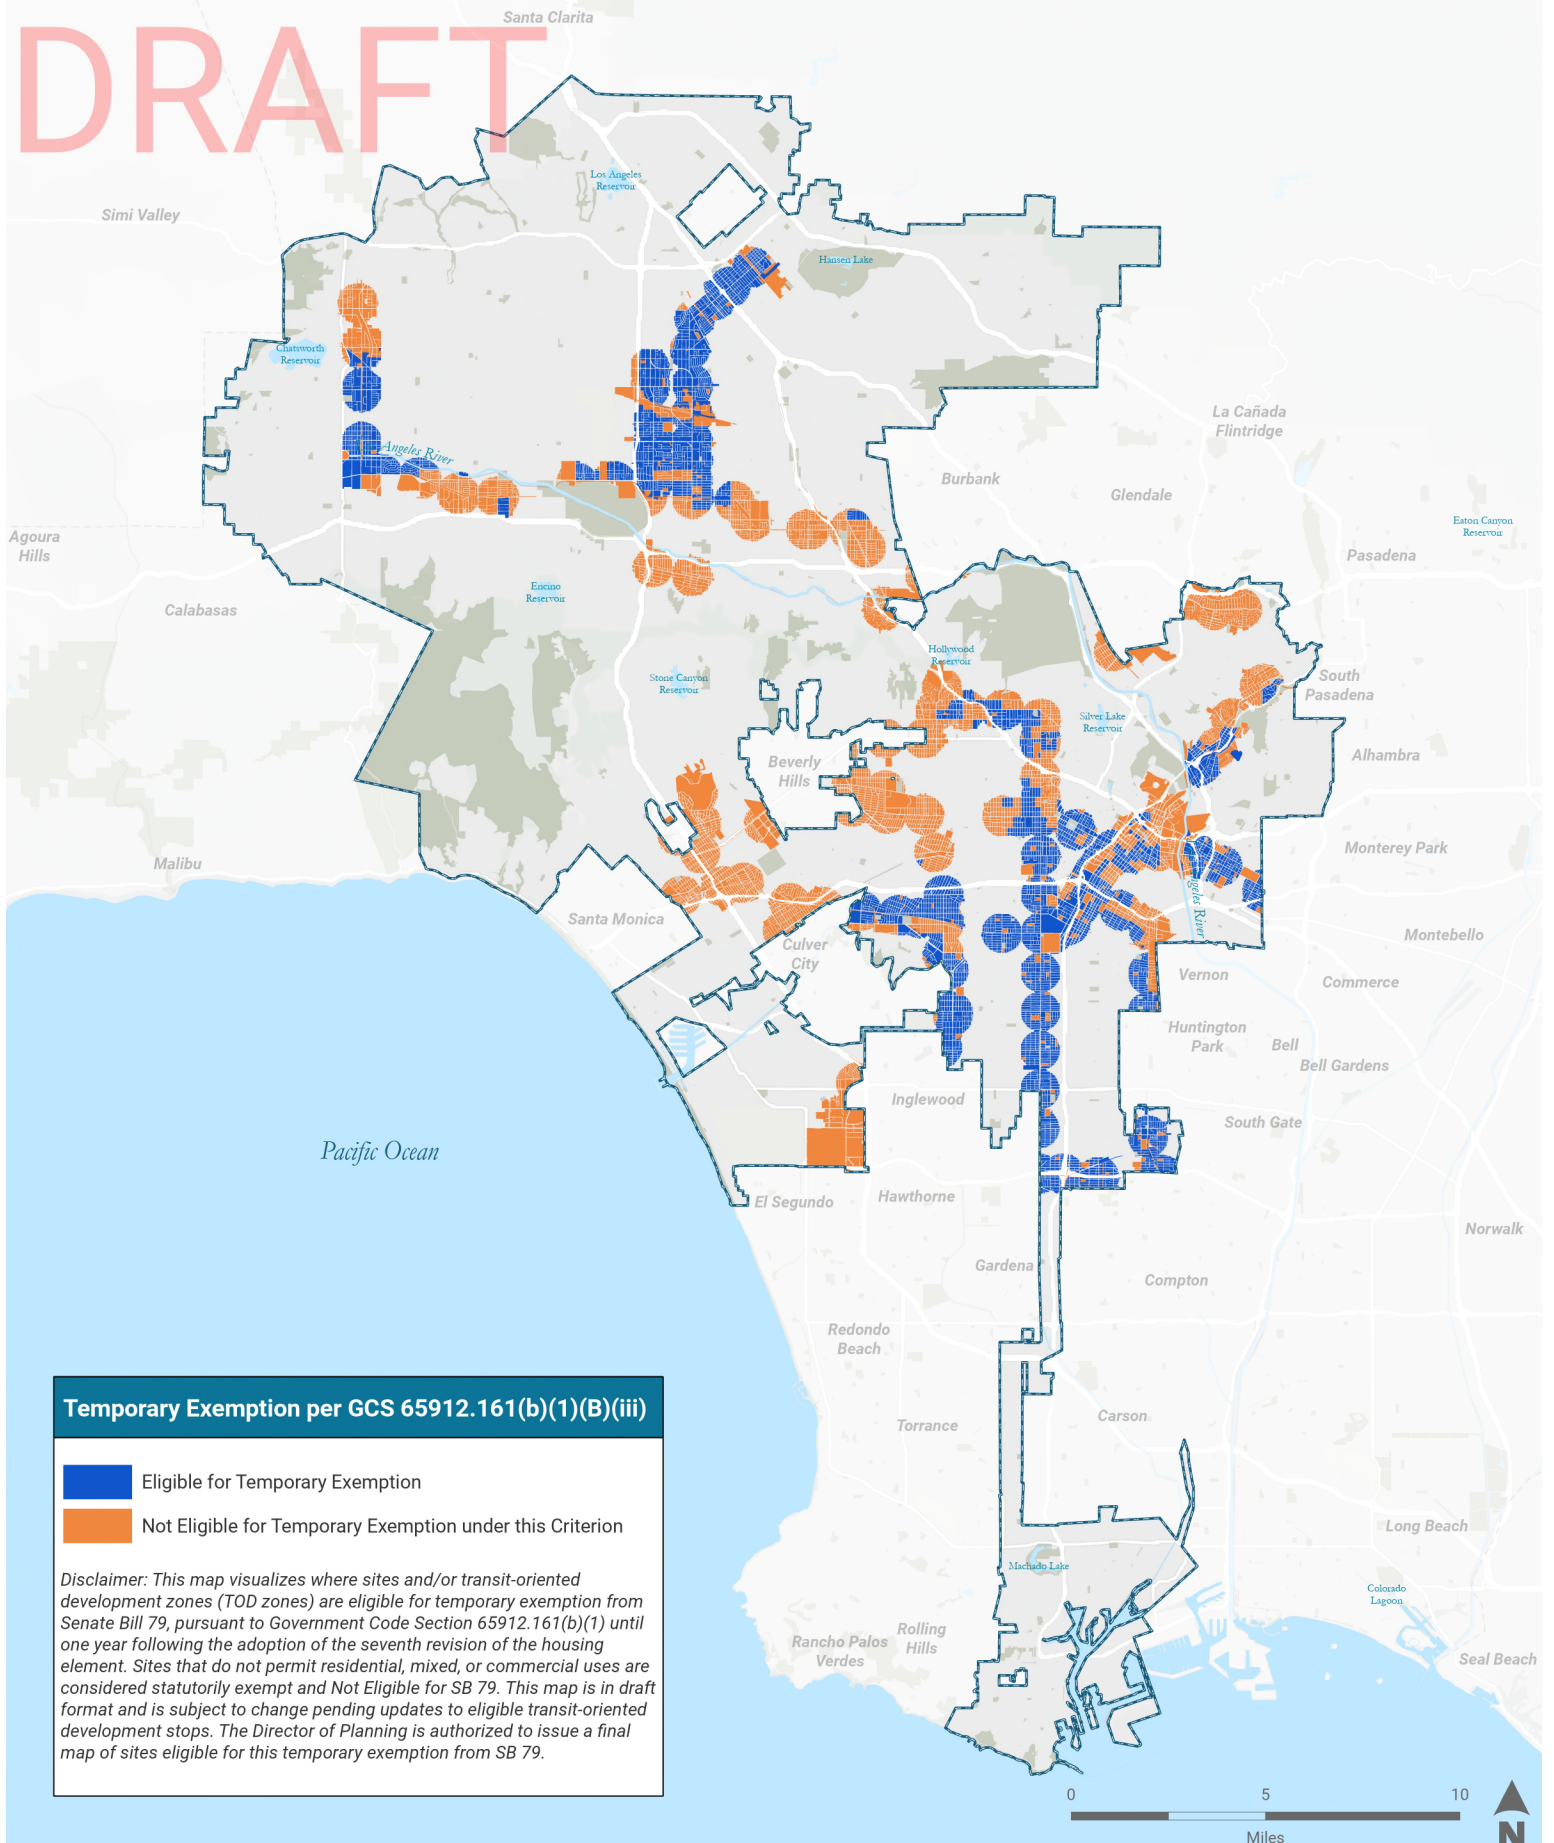 DRAFT
Santa Clarita
Los Angeles
Reservoir
Simi Valley
Hansen Lake
Chatsworth
Reservoir
La Cañada
Flintridge
Angeles River
Burbank
Glendale
Eaton Canyon
Reservoir
Agoura
Hills
Pasadena
Encino
Reservoir
Calabasas
Hollywood
Reservoir
Stone Canyon
Reservoir
South
Pasadena
Silver Lake
Reservoir
Beverly
Hills
Alhambra
Malibu
Monterey Park
geles River
Santa Monica
Culver
City
Montebello
Vernon
Commerce
Huntington
Park
Bell
Bell Gardens
Inglewood
South Gate
Pacific Ocean
El Segundo
Hawthorne
Norwalk
Gardena
Compton
Redondo
Beach
Carson
Torrance
Long Beach
Machado Lake
Colorado
Lagoon
Rolling
Hills
Rancho Palos
Verdes
Seal Beach
Temporary Exemption per GCS 65912.161(b)(1)(B)(iii)
Eligible for Temporary Exemption
Not Eligible for Temporary Exemption under this Criterion
Disclaimer: This map visualizes where sites and/or transit-oriented
development zones (TOD zones) are eligible for temporary exemption from
Senate Bill 79, pursuant to Government Code Section 65912.161(b)(1) until
one year following the adoption of the seventh revision of the housing
element. Sites that do not permit residential, mixed, or commercial uses are
considered statutorily exempt and Not Eligible for SB 79. This map is in draft
format and is subject to change pending updates to eligible transit-oriented
development stops. The Director of Planning is authorized to issue a final
map of sites eligible for this temporary exemption from SB 79.
0 5 10
Miles
N